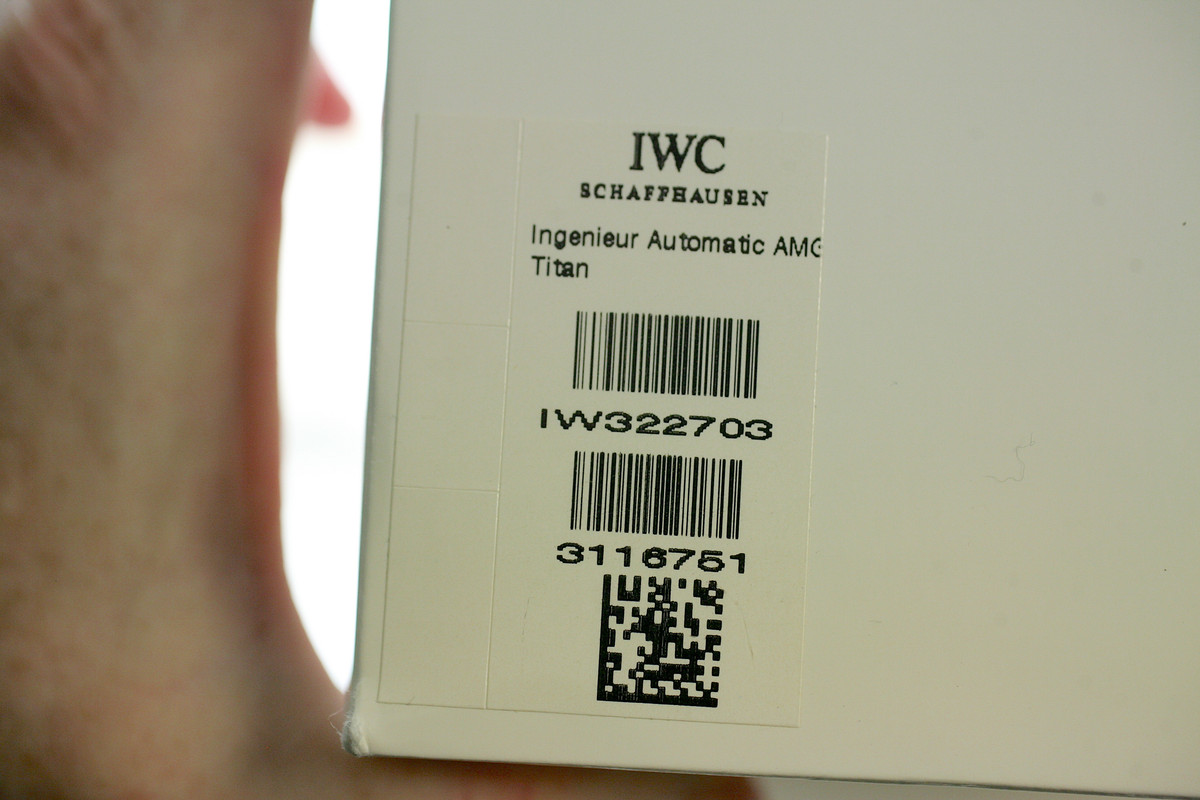 IWC
SCHAFFHAUSEN
Ingenieur Automatic AMG
Titan
IW322703
3116751